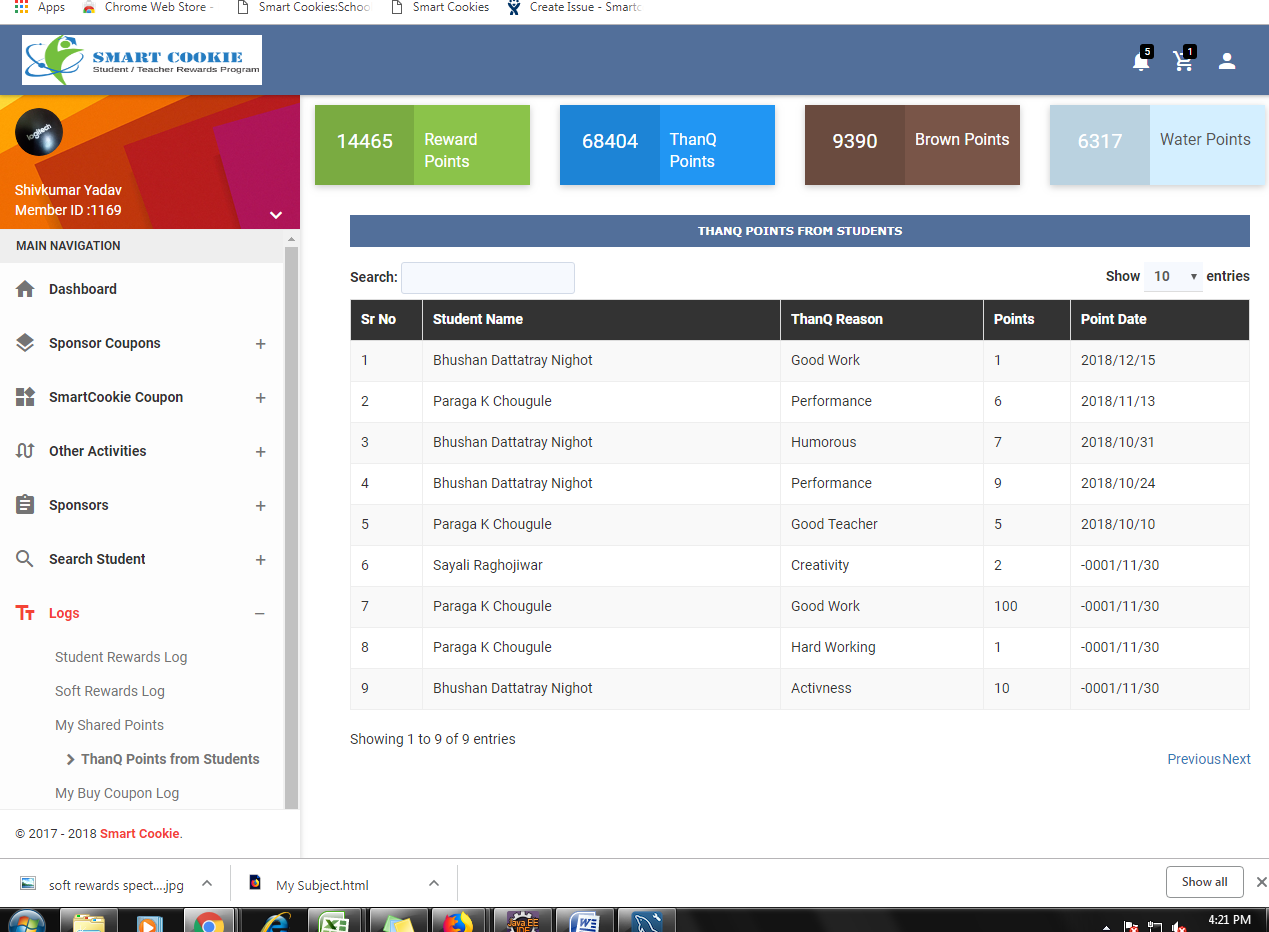 Apps Chrome Web Store - Smart Cookies:Schoo Smart Cookies Create Issue - Smart
SMART COOKIE
Student / Teacher Rewards Program
5 1
logitech
Shivkumar Yadav
Member ID :1169
14465 Reward Points
68404 ThanQ Points
9390 Brown Points
6317 Water Points
MAIN NAVIGATION
Dashboard
Sponsor Coupons +
SmartCookie Coupon +
Other Activities +
Sponsors +
Search Student +
Logs –
Student Rewards Log
Soft Rewards Log
My Shared Points
ThanQ Points from Students
My Buy Coupon Log
© 2017 - 2018 Smart Cookie.
THANQ POINTS FROM STUDENTS
Search: Show 10 entries
Sr No Student Name ThanQ Reason Points Point Date
1 Bhushan Dattatray Nighot Good Work 1 2018/12/15
2 Paraga K Chougule Performance 6 2018/11/13
3 Bhushan Dattatray Nighot Humorous 7 2018/10/31
4 Bhushan Dattatray Nighot Performance 9 2018/10/24
5 Paraga K Chougule Good Teacher 5 2018/10/10
6 Sayali Raghojiwar Creativity 2 -0001/11/30
7 Paraga K Chougule Good Work 100 -0001/11/30
8 Paraga K Chougule Hard Working 1 -0001/11/30
9 Bhushan Dattatray Nighot Activness 10 -0001/11/30
Showing 1 to 9 of 9 entries
Previous Next
soft rewards spect....jpg My Subject.html Show all
Java EE
IDE
4:21 PM